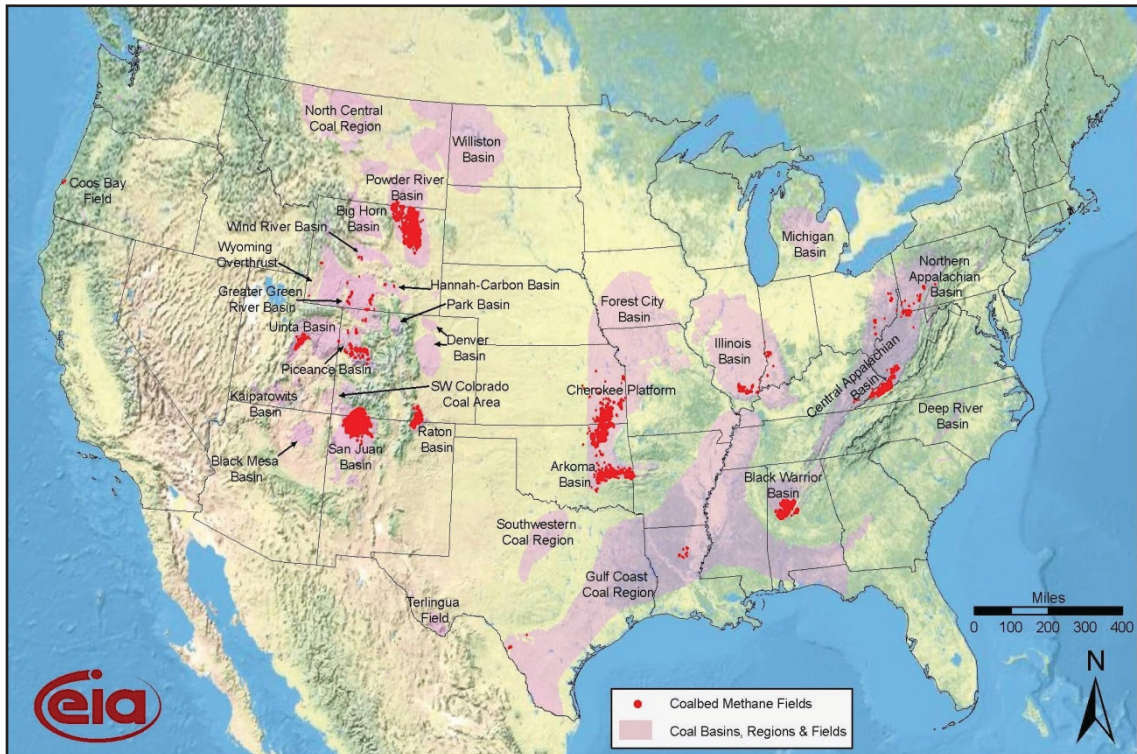 North Central
Coal Region
Williston
Basin
Coos Bay
Field
Powder River
Basin
Big Horn
Basin
Wind River Basin
Wyoming
Overthrust
Greater Green
River Basin
Hannah-Carbon Basin
Park Basin
Uinta Basin
Piceance Basin
Denver
Basin
SW Colorado
Coal Area
Kaiparowits
Basin
Black Mesa
Basin
San Juan
Basin
Raton
Basin
Forest City
Basin
Cherokee Platform
Arkoma
Basin
Illinois
Basin
Michigan
Basin
Northern
Appalachian
Basin
Central Appalachian
Basin
Deep River
Basin
Black Warrior
Basin
Southwestern
Coal Region
Gulf Coast
Coal Region
Terlingua
Field
Miles
0 100 200 300 400
N
eia
Coalbed Methane Fields
Coal Basins, Regions & Fields